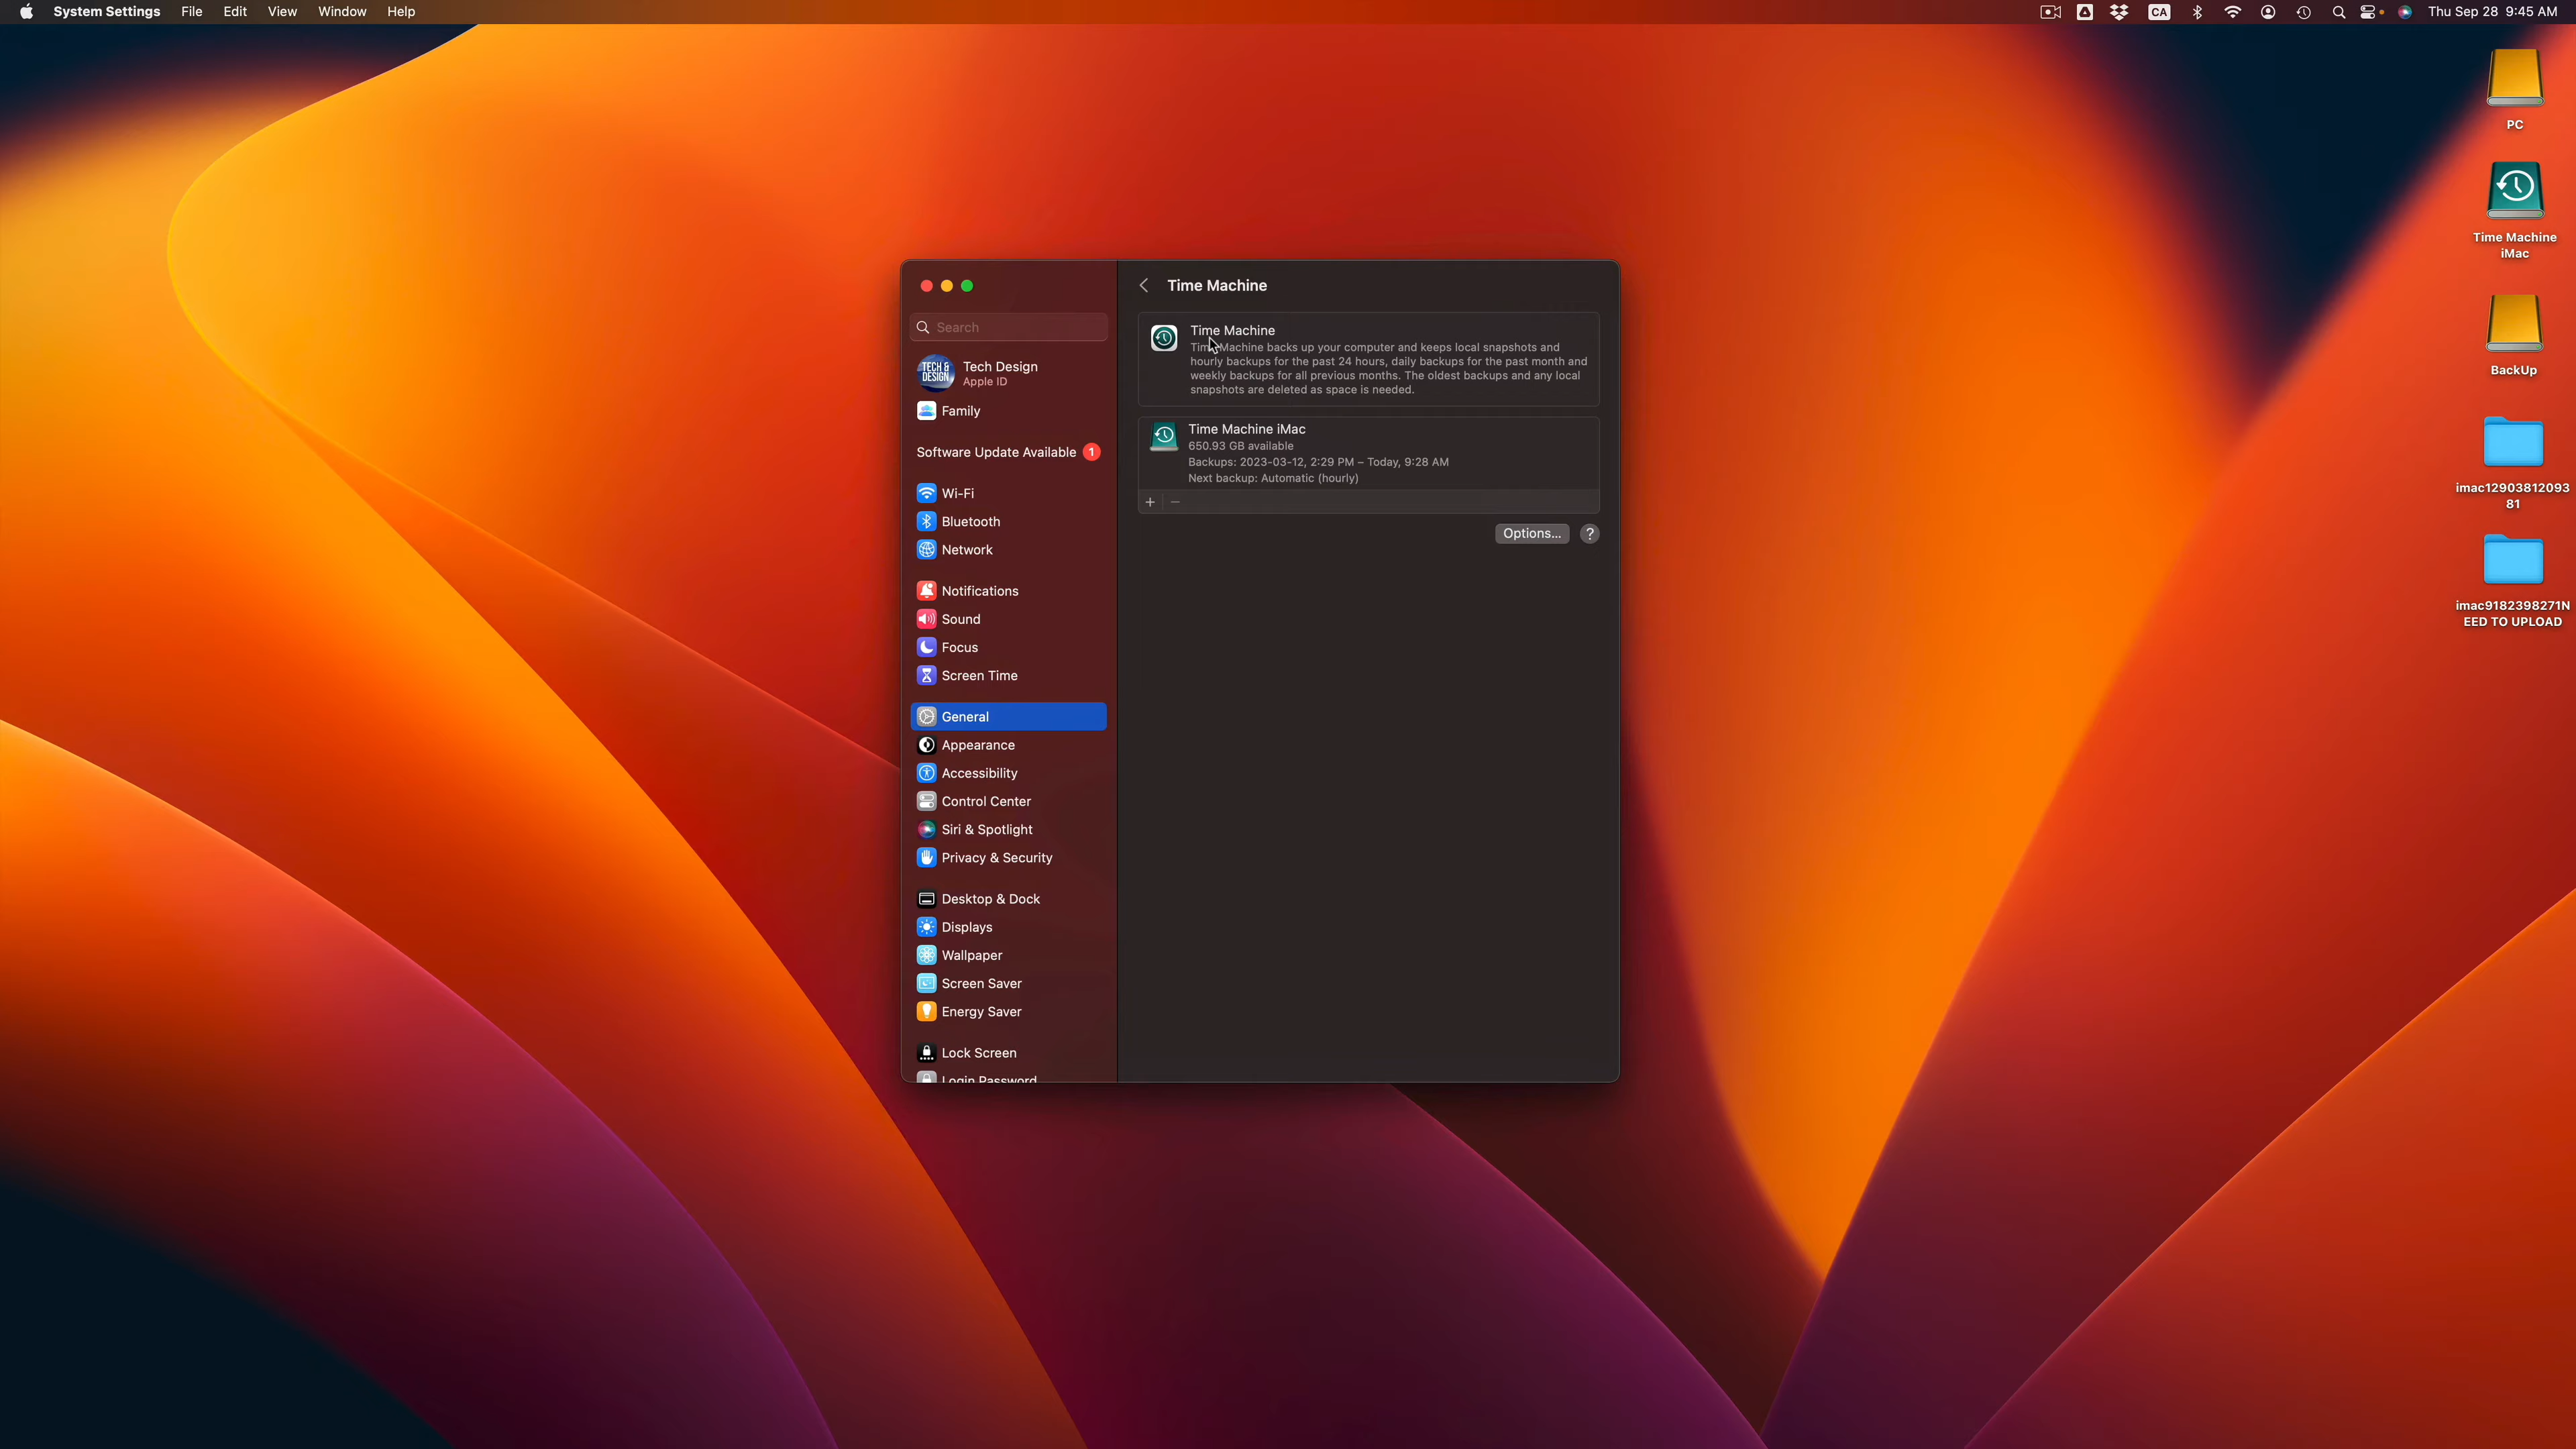 System Settings File Edit View Window Help
CA Thu Sep 28 9:45 AM
PC
Time Machine
iMac
BackUp
imac12903812093
81
imac9182398271N
EED TO UPLOAD
Search
TECH &
DESIGN
Tech Design
Apple ID
Family
Software Update Available 1
Wi-Fi
Bluetooth
Network
Notifications
Sound
Focus
Screen Time
General
Appearance
Accessibility
Control Center
Siri & Spotlight
Privacy & Security
Desktop & Dock
Displays
Wallpaper
Screen Saver
Energy Saver
Lock Screen
Login Password
Time Machine
Time Machine
Time Machine backs up your computer and keeps local snapshots and
hourly backups for the past 24 hours, daily backups for the past month and
weekly backups for all previous months. The oldest backups and any local
snapshots are deleted as space is needed.
Time Machine iMac
650.93 GB available
Backups: 2023-03-12, 2:29 PM – Today, 9:28 AM
Next backup: Automatic (hourly)
+ −
Options... ?